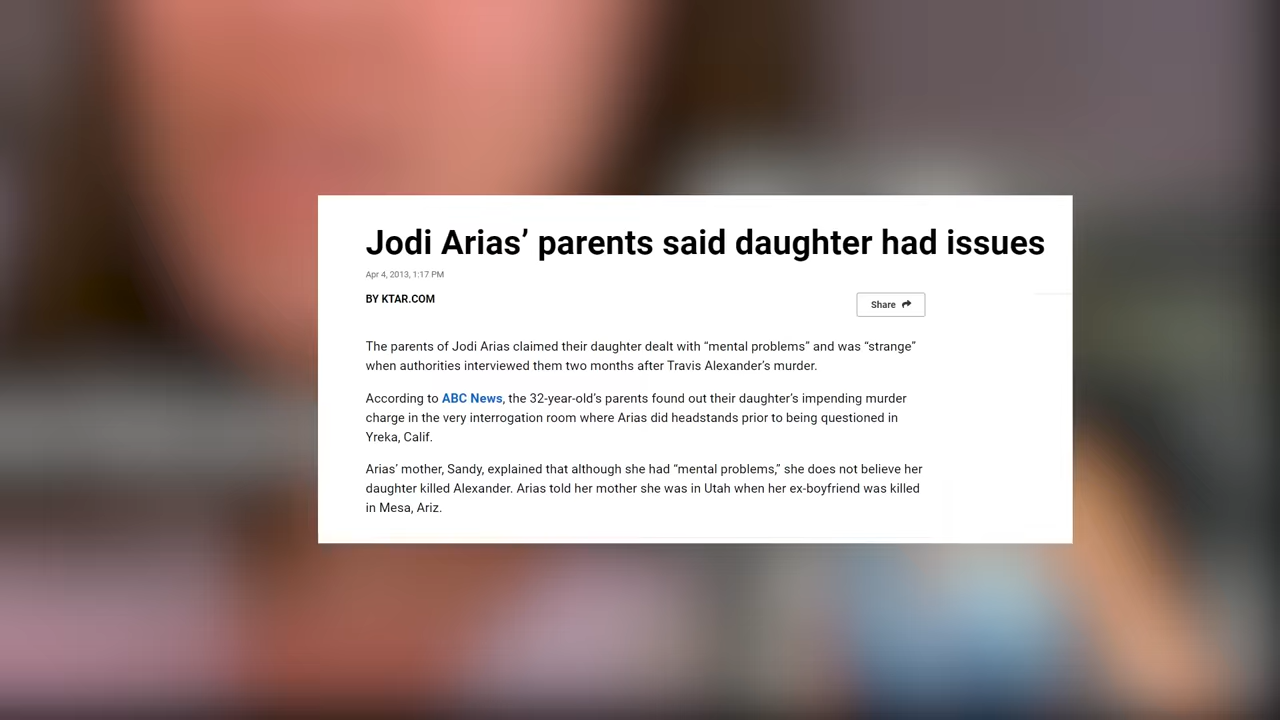 Jodi Arias’ parents said daughter had issues
Apr 4, 2013, 1:17 PM
BY KTAR.COM
Share
The parents of Jodi Arias claimed their daughter dealt with “mental problems” and was “strange”
when authorities interviewed them two months after Travis Alexander’s murder.
According to ABC News, the 32-year-old’s parents found out their daughter’s impending murder
charge in the very interrogation room where Arias did headstands prior to being questioned in
Yreka, Calif.
Arias’ mother, Sandy, explained that although she had “mental problems,” she does not believe her
daughter killed Alexander. Arias told her mother she was in Utah when her ex-boyfriend was killed
in Mesa, Ariz.